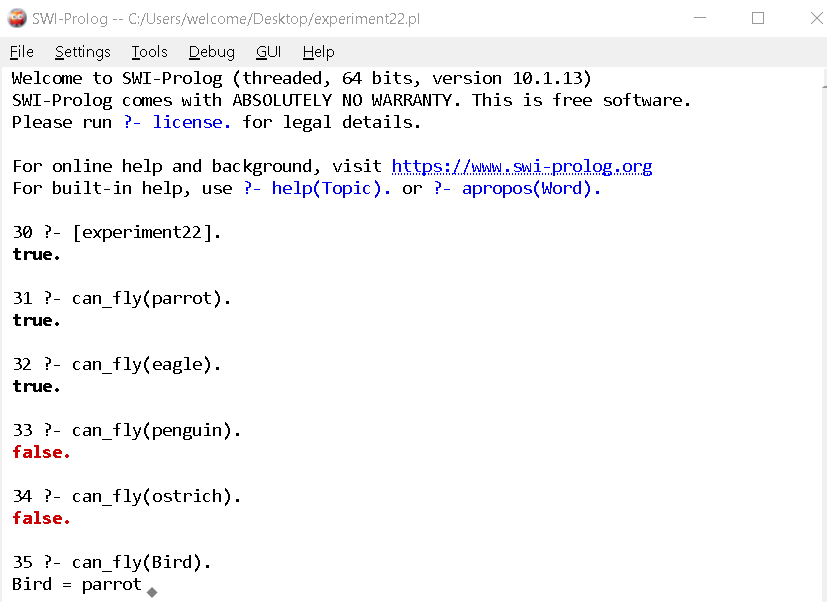 SWI-Prolog -- C:/Users/welcome/Desktop/experiment22.pl
File Settings Tools Debug GUI Help
Welcome to SWI-Prolog (threaded, 64 bits, version 10.1.13)
SWI-Prolog comes with ABSOLUTELY NO WARRANTY. This is free software.
Please run ?- license. for legal details.
For online help and background, visit https://www.swi-prolog.org
For built-in help, use ?- help(Topic). or ?- apropos(Word).
30 ?- [experiment22].
true.
31 ?- can_fly(parrot).
true.
32 ?- can_fly(eagle).
true.
33 ?- can_fly(penguin).
false.
34 ?- can_fly(ostrich).
false.
35 ?- can_fly(Bird).
Bird = parrot